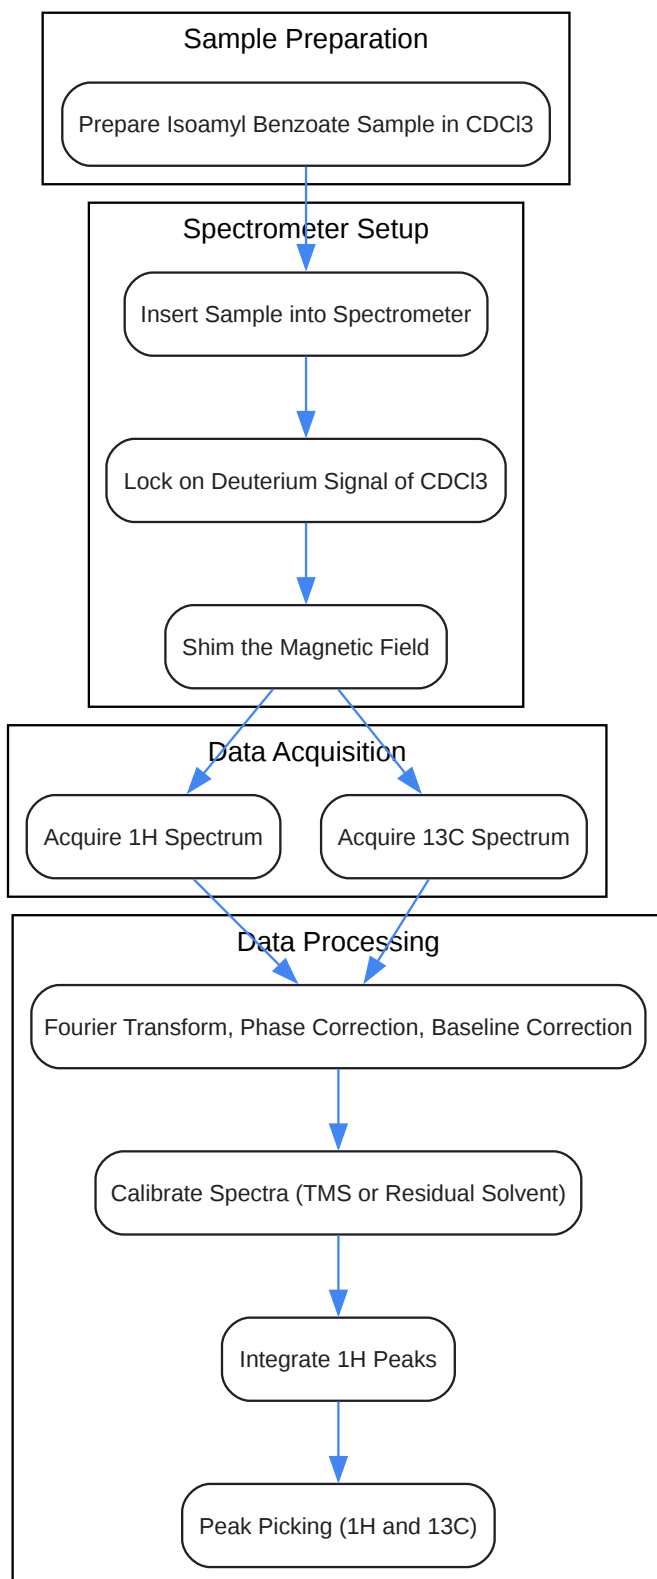 Sample Preparation
Prepare Isoamyl Benzoate Sample in CDCl3
Spectrometer Setup
Insert Sample into Spectrometer
Lock on Deuterium Signal of CDCl3
Shim the Magnetic Field
Data Acquisition
Acquire 1H Spectrum
Acquire 13C Spectrum
Data Processing
Fourier Transform, Phase Correction, Baseline Correction
Calibrate Spectra (TMS or Residual Solvent)
Integrate 1H Peaks
Peak Picking (1H and 13C)